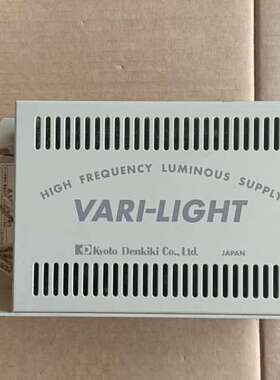 HIGH FREQUENCY LUMINOUS SUPPLY
VARI-LIGHT
KD Kyoto Denkiki Co., Ltd. JAPAN